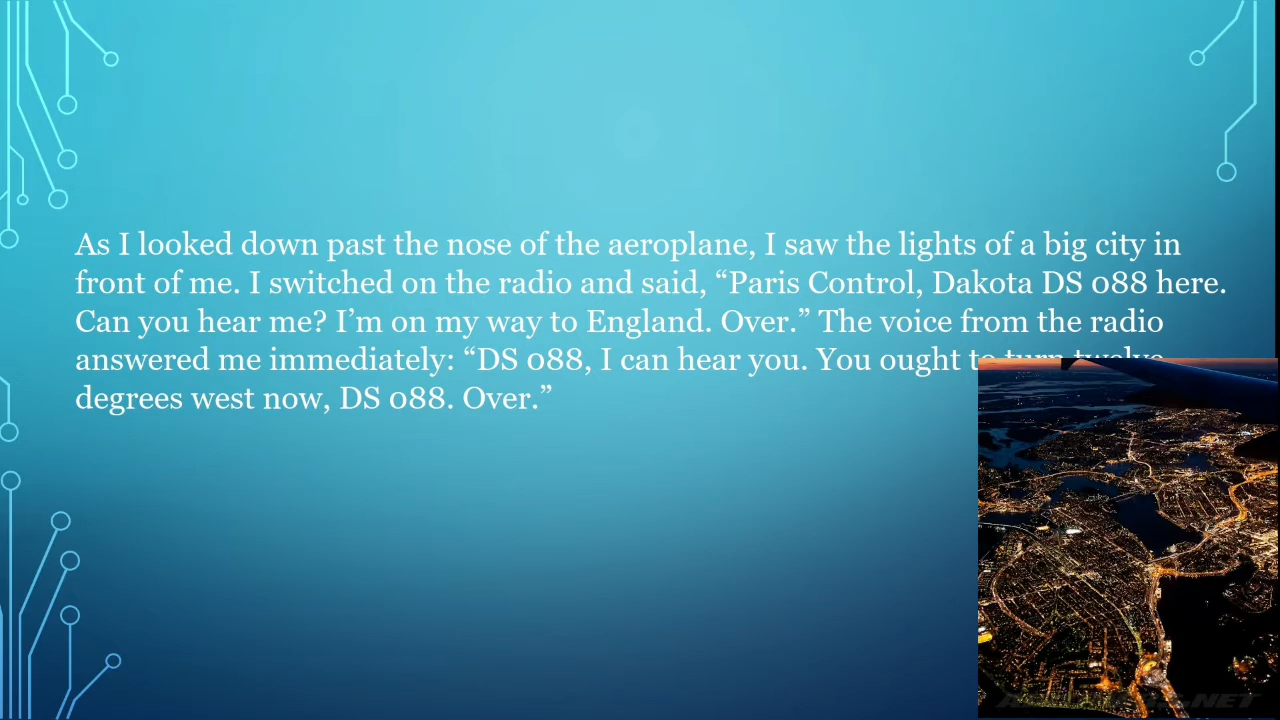 As I looked down past the nose of the aeroplane, I saw the lights of a big city in
front of me. I switched on the radio and said, “Paris Control, Dakota DS 088 here.
Can you hear me? I’m on my way to England. Over.” The voice from the radio
answered me immediately: “DS 088, I can hear you. You ought to turn twelve
degrees west now, DS 088. Over.”